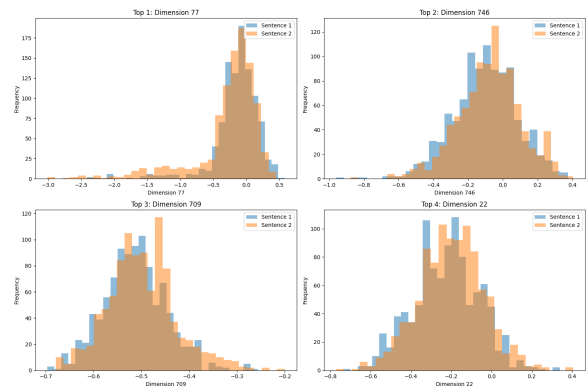 Top 1: Dimension 77
Sentence 1
Sentence 2
Frequency
175
150
125
100
75
50
25
0
−3.0 −2.5 −2.0 −1.5 −1.0 −0.5 0.0 0.5
Dimension 77
Top 2: Dimension 746
Sentence 1
Sentence 2
Frequency
120
100
80
60
40
20
0
−1.0 −0.8 −0.6 −0.4 −0.2 0.0 0.2 0.4
Dimension 746
Top 3: Dimension 709
Sentence 1
Sentence 2
Frequency
120
100
80
60
40
20
0
−0.7 −0.6 −0.5 −0.4 −0.3 −0.2
Dimension 709
Top 4: Dimension 22
Sentence 1
Sentence 2
Frequency
100
80
60
40
20
0
−0.8 −0.6 −0.4 −0.2 0.0 0.2 0.4
Dimension 22